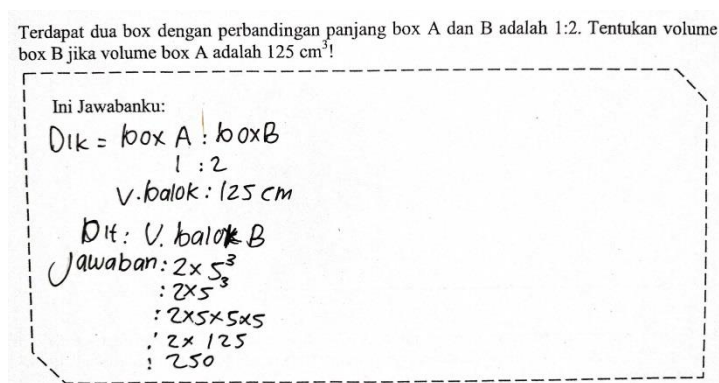 Terdapat dua box dengan perbandingan panjang box A dan B adalah 1:2. Tentukan volume
box B jika volume box A adalah 125 cm³!
Ini Jawabanku:
Dik = box A : box B
1 : 2
V. balok : 125 cm
Dit : V. balok B
Jawaban : 2 x 5³
: 2x5³
: 2x5x5x5
: 2x 125
: 250